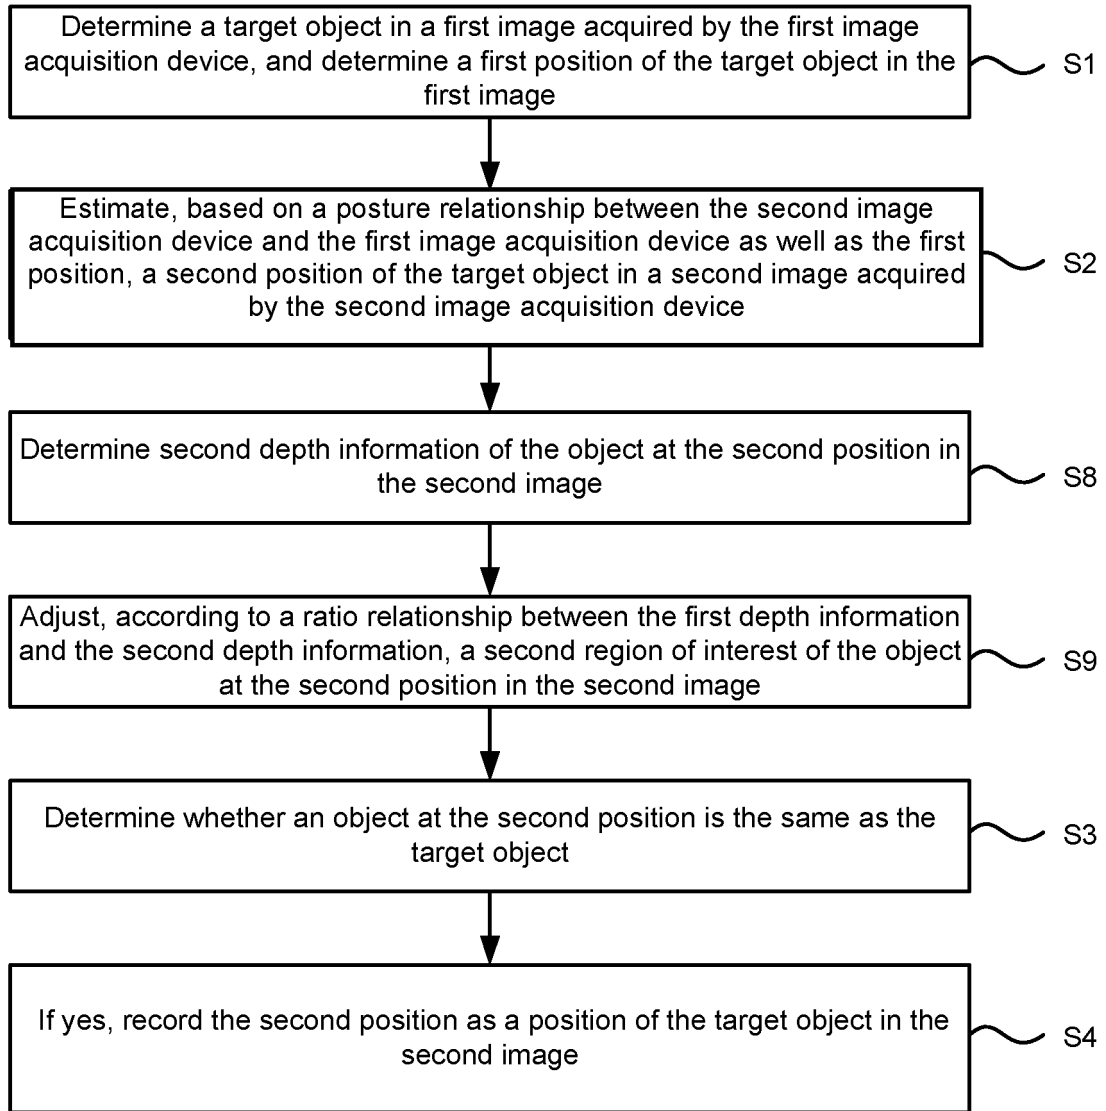 Determine a target object in a first image acquired by the first image
acquisition device, and determine a first position of the target object in the
first image
S1
Estimate, based on a posture relationship between the second image
acquisition device and the first image acquisition device as well as the first
position, a second position of the target object in a second image acquired
by the second image acquisition device
S2
Determine second depth information of the object at the second position in
the second image
S8
Adjust, according to a ratio relationship between the first depth information
and the second depth information, a second region of interest of the object
at the second position in the second image
S9
Determine whether an object at the second position is the same as the
target object
S3
If yes, record the second position as a position of the target object in the
second image
S4